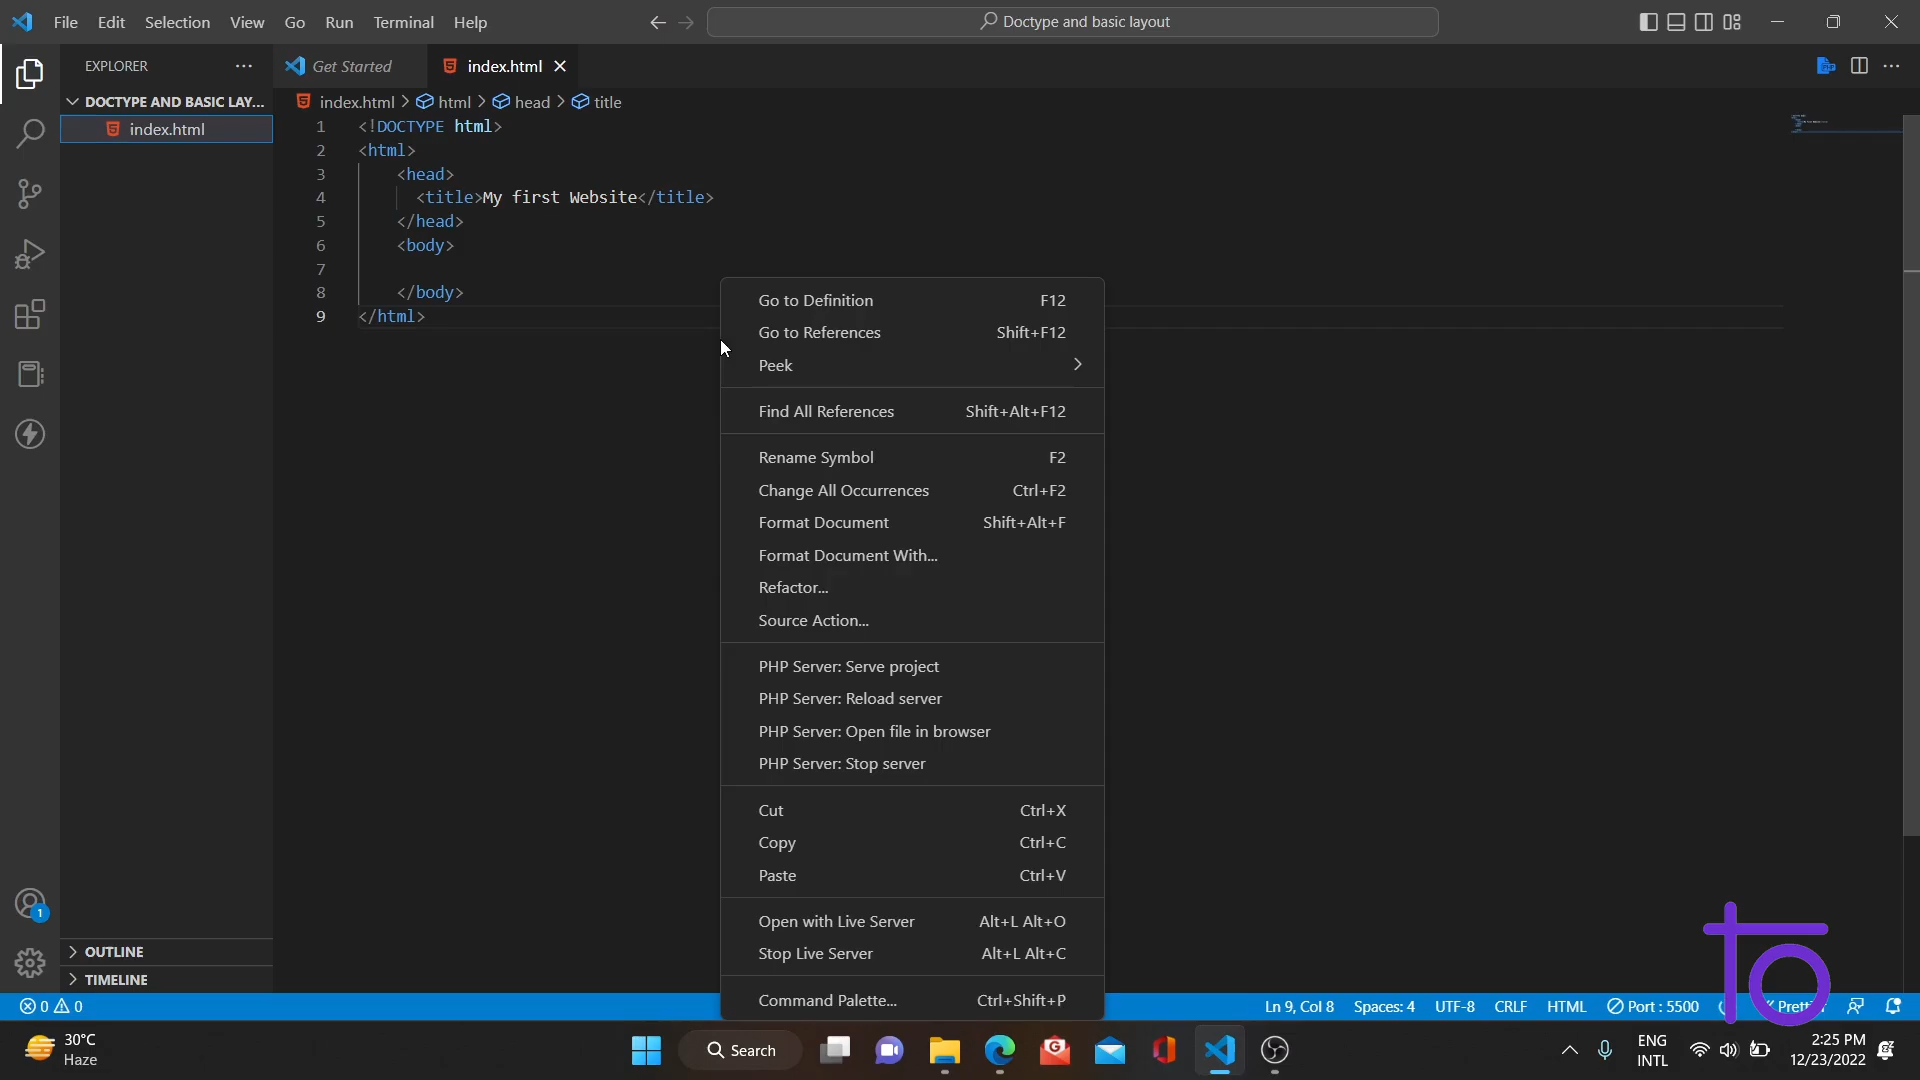 File Edit Selection View Go Run Terminal Help
Doctype and basic layout
EXPLORER
Get Started
index.html
DOCTYPE AND BASIC LAY...
index.html
index.html > html > head > title
1 <!DOCTYPE html>
2 <html>
3 <head>
4 <title>My first Website</title>
5 </head>
6 <body>
7
8 </body>
9 </html>
Go to Definition F12
Go to References Shift+F12
Peek
Find All References Shift+Alt+F12
Rename Symbol F2
Change All Occurrences Ctrl+F2
Format Document Shift+Alt+F
Format Document With...
Refactor...
Source Action...
PHP Server: Serve project
PHP Server: Reload server
PHP Server: Open file in browser
PHP Server: Stop server
Cut Ctrl+X
Copy Ctrl+C
Paste Ctrl+V
Open with Live Server Alt+L Alt+O
Stop Live Server Alt+L Alt+C
Command Palette... Ctrl+Shift+P
1
OUTLINE
TIMELINE
0 0
Ln 9, Col 8 Spaces: 4 UTF-8 CRLF HTML Port : 5500
30°C
Haze
Search
ENG
INTL
2:25 PM
12/23/2022